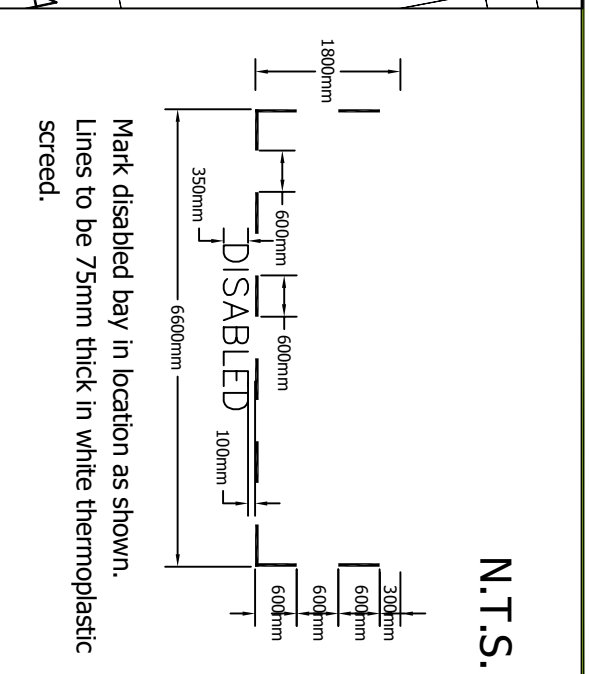 N.T.S.
1800mm
300mm
600mm
600mm
600mm
600mm
600mm
350mm
DISABLED
100mm
6600mm
Mark disabled bay in location as shown.
Lines to be 75mm thick in white thermoplastic
screed.